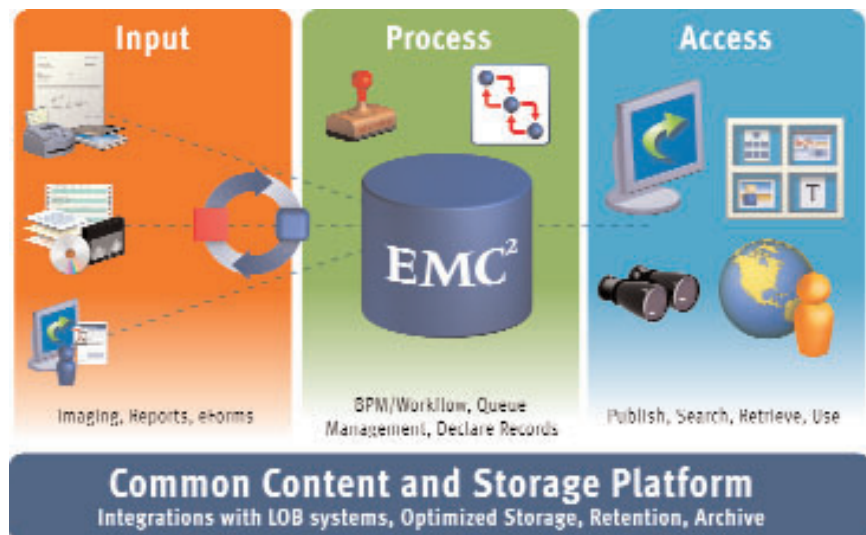 Input
Process
Access
EMC²
T
Imaging, Reports, eForms
BPM/Workflow, Queue
Management, Declare Records
Publish, Search, Retrieve, Use
Common Content and Storage Platform
Integrations with LOB systems, Optimized Storage, Retention, Archive